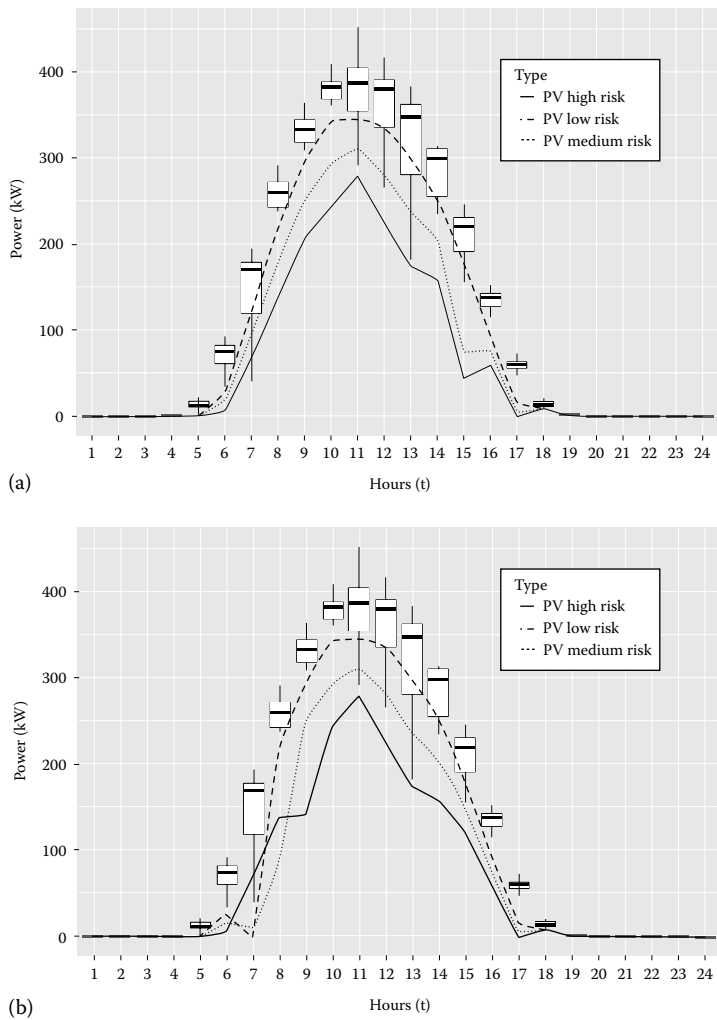 400
300
200
100
0
Power (kW)
Type
PV high risk
PV low risk
PV medium risk
1 2 3 4 5 6 7 8 9 10 11 12 13 14 15 16 17 18 19 20 21 22 23 24
Hours (t)
(a)
400
300
200
100
0
Power (kW)
Type
PV high risk
PV low risk
PV medium risk
1 2 3 4 5 6 7 8 9 10 11 12 13 14 15 16 17 18 19 20 21 22 23 24
Hours (t)
(b)